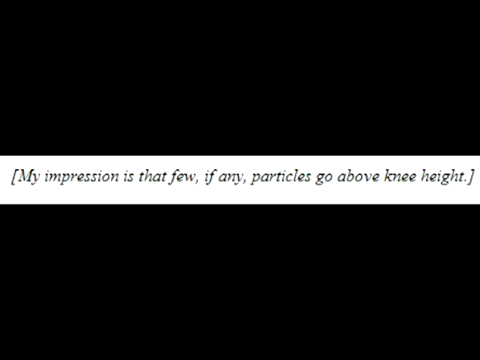 [My impression is that few, if any, particles go above knee height.]